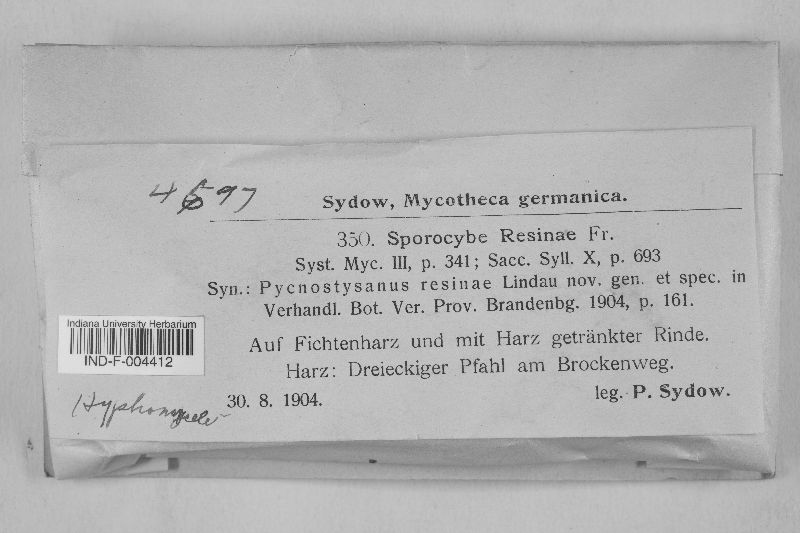 Sydow, Mycotheca germanica.
350. Sporocybe Resinae Fr.
Syst. Myc. III, p. 341; Sacc. Syll. X, p. 693
Syn.: Pycnostysanus resinae Lindau nov. gen. et spec. in
Verhandl. Bot. Ver. Prov. Brandenbg. 1904, p. 161.
Auf Fichtenharz und mit Harz getränkter Rinde.
Harz: Dreieckiger Pfahl am Brockenweg.
30. 8. 1904. leg. P. Sydow.
Indiana University Herbarium
IND-F-004412